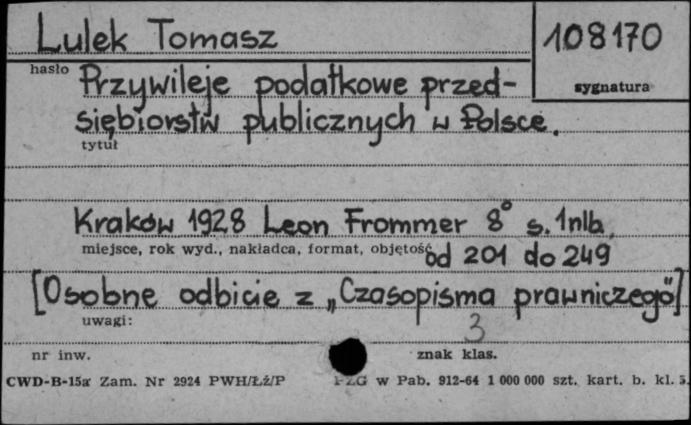 Lulek Tomasz
108170
hasło
sygnatura
Przywileje podatkowe przed-
siębiorstw publicznych w Polsce.
tytuł
Kraków 1928 Leon Frommer 8° s. 1nlb,
miejsce, rok wyd., nakładca, format, objętość
od 201 do 249
[Osobne odbicie z „Czasopisma prawniczego"]
uwagi:
3
nr inw.
znak klas.
CWD-B-15a Zam. Nr 2924 PWH/Łź/P
PZG w Pab. 912-64 1 000 000 szt. kart. b. kl. 5.